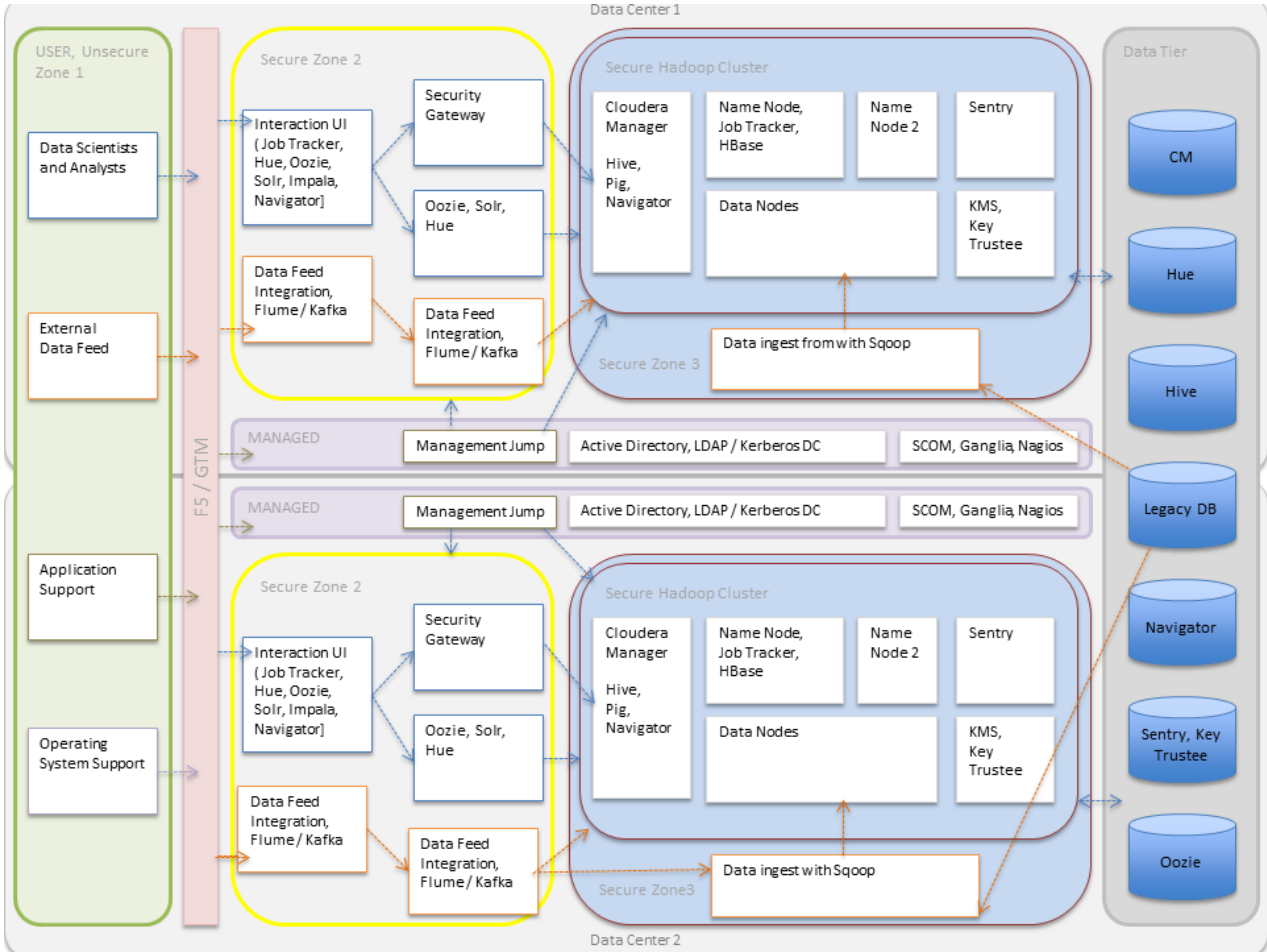 Data Center 1
USER, Unsecure
Zone 1
Data Scientists
and Analysts
External
Data Feed
Application
Support
Operating
System Support
F5 / GTM
Secure Zone 2
Interaction UI
( Job Tracker,
Hue, Oozie,
Solr, Impala,
Navigator]
Security
Gateway
Oozie, Solr,
Hue
Data Feed
Integration,
Flume / Kafka
Data Feed
Integration,
Flume / Kafka
Secure Hadoop Cluster
Cloudera
Manager
Hive,
Pig,
Navigator
Name Node,
Job Tracker,
HBase
Name
Node 2
Sentry
Data Nodes
KMS,
Key
Trustee
Secure Zone 3
Data ingest from with Sqoop
MANAGED
Management Jump
Active Directory, LDAP / Kerberos DC
SCOM, Ganglia, Nagios
MANAGED
Management Jump
Active Directory, LDAP / Kerberos DC
SCOM, Ganglia, Nagios
Secure Zone 2
Interaction UI
( Job Tracker,
Hue, Oozie,
Solr, Impala,
Navigator]
Security
Gateway
Oozie, Solr,
Hue
Data Feed
Integration,
Flume / Kafka
Data Feed
Integration,
Flume / Kafka
Secure Hadoop Cluster
Cloudera
Manager
Hive,
Pig,
Navigator
Name Node,
Job Tracker,
HBase
Name
Node 2
Sentry
Data Nodes
KMS,
Key
Trustee
Secure Zone3
Data ingest with Sqoop
Data Tier
CM
Hue
Hive
Legacy DB
Navigator
Sentry, Key
Trustee
Oozie
Data Center 2